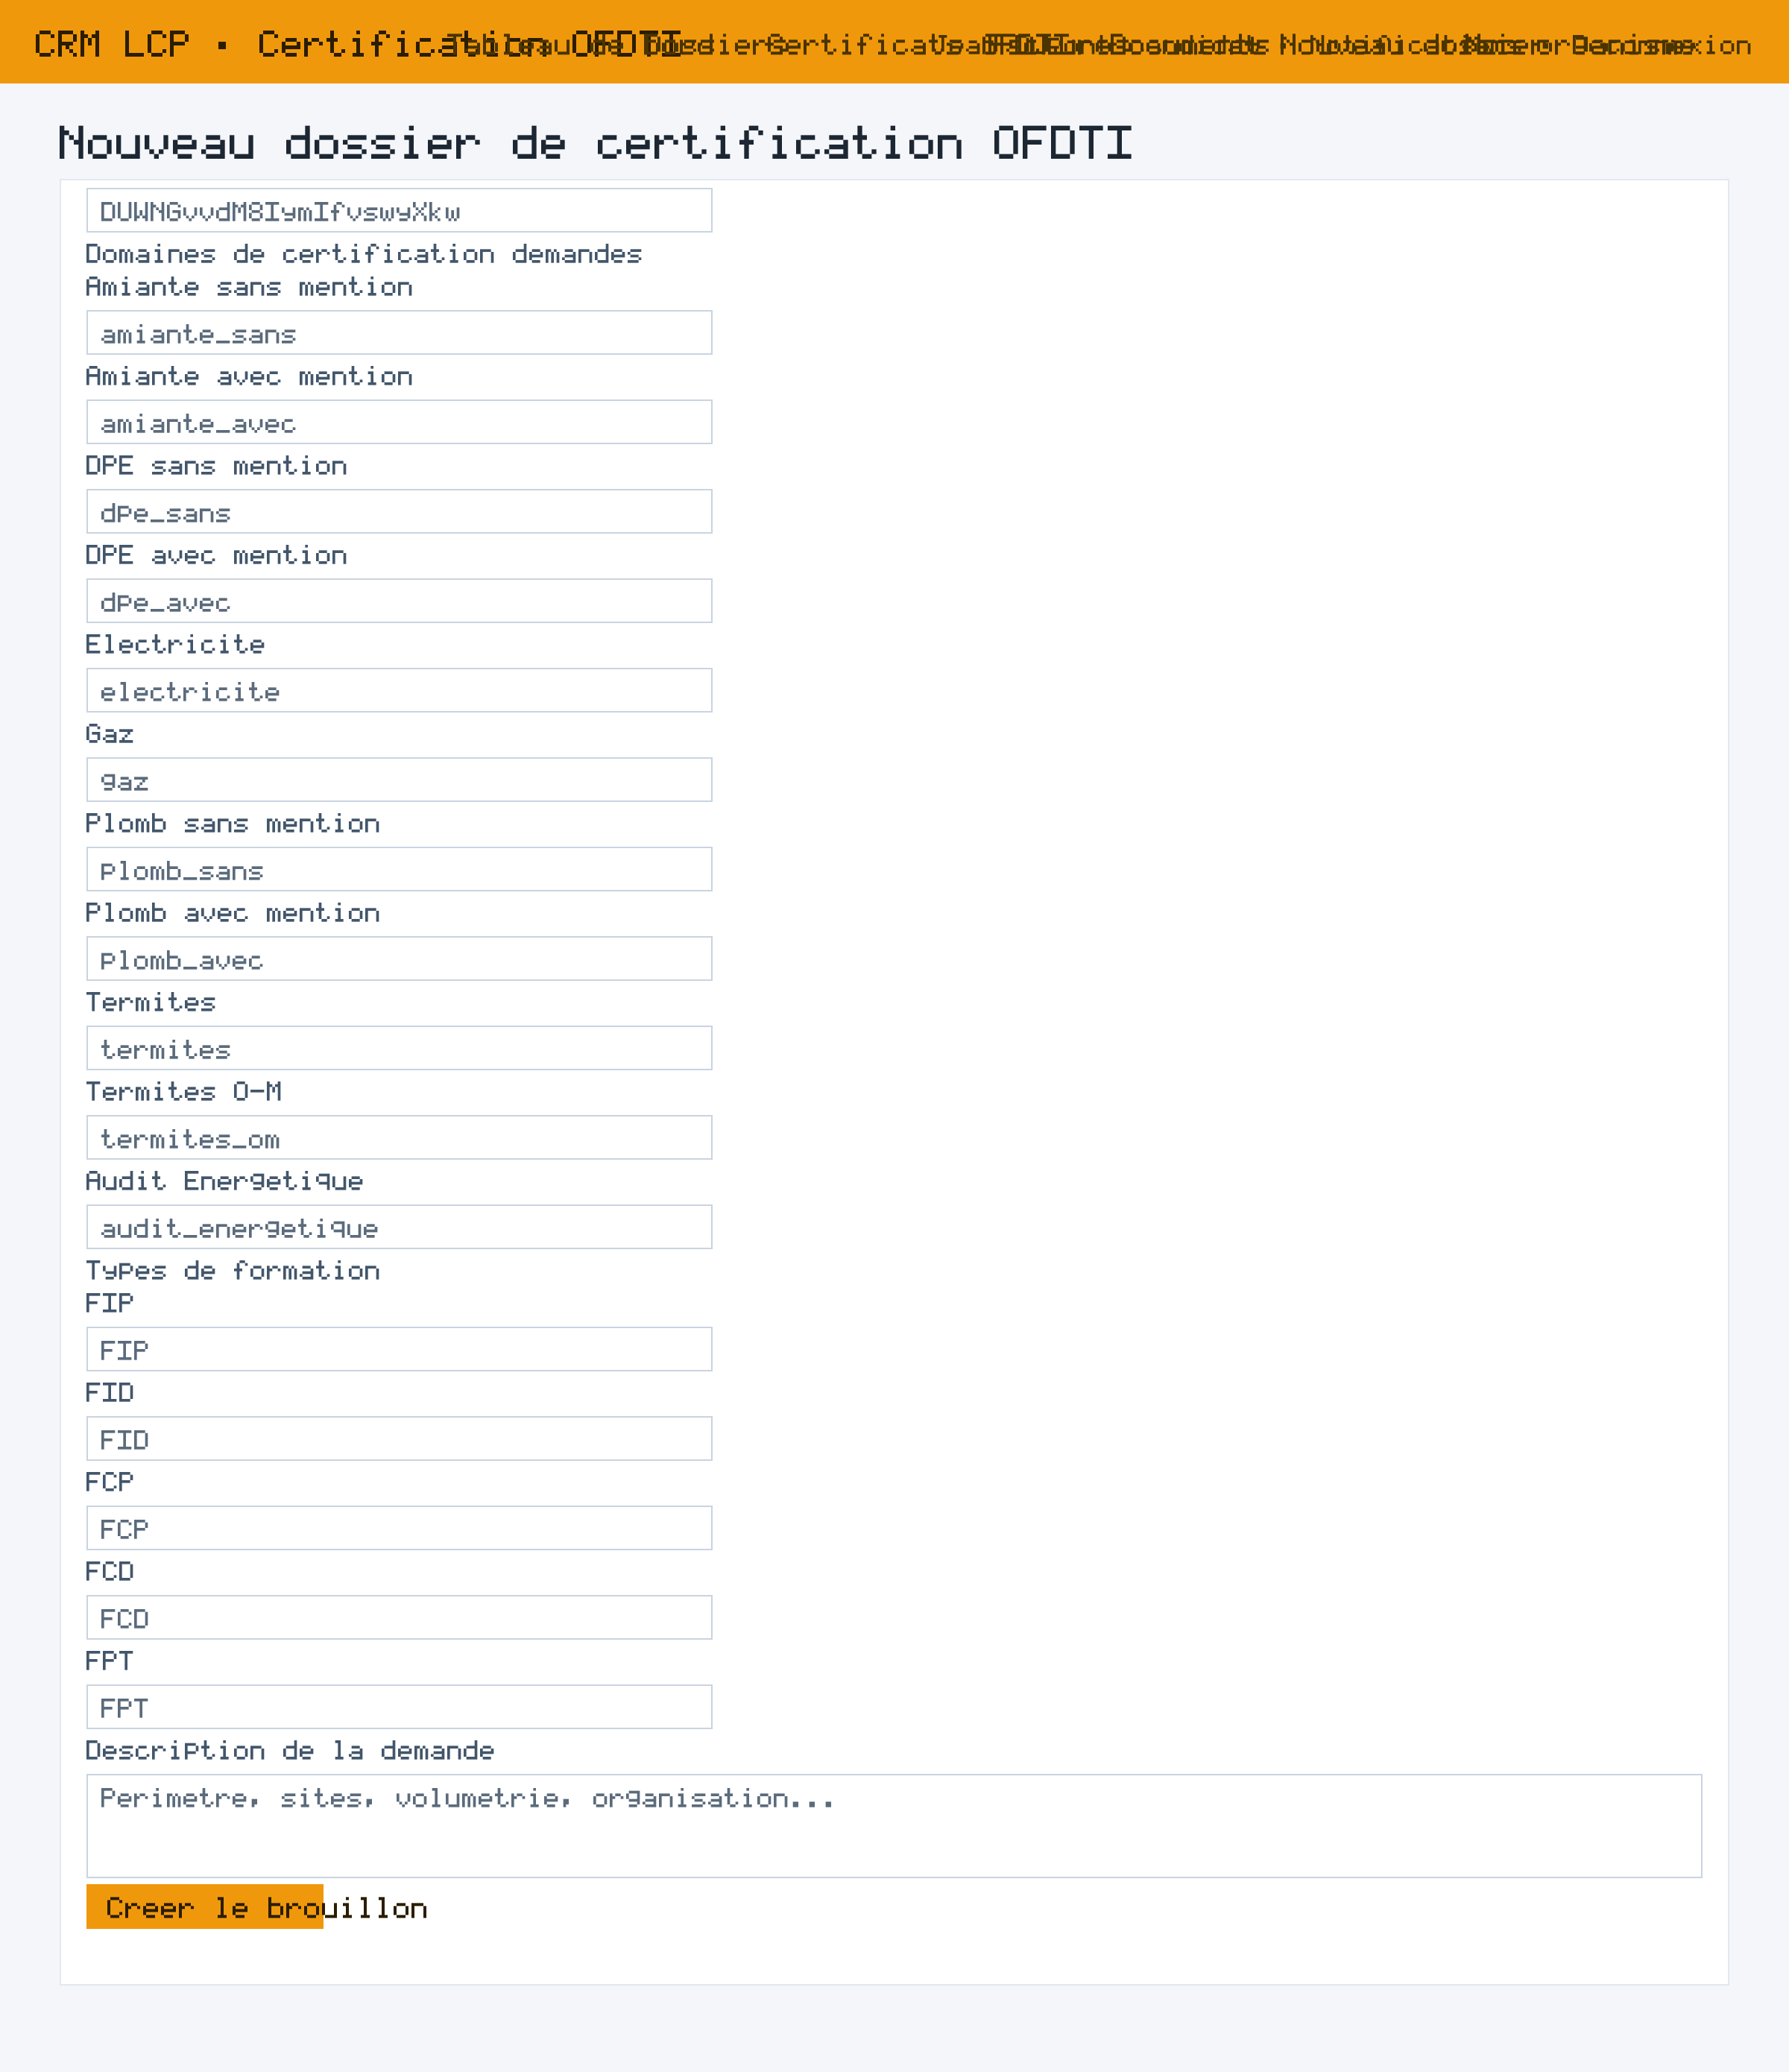 CRM LCP · Certification OFDTI
Nouveau dossier de certification OFDTI
DUWNGvvdM8IymIfvswyXkw
Domaines de certification demandes
Amiante sans mention
amiante_sans
Amiante avec mention
amiante_avec
DPE sans mention
dpe_sans
DPE avec mention
dpe_avec
Electricite
electricite
Gaz
gaz
Plomb sans mention
plomb_sans
Plomb avec mention
plomb_avec
Termites
termites
Termites O-M
termites_om
Audit Energetique
audit_energetique
Types de formation
FIP
FIP
FID
FID
FCP
FCP
FCD
FCD
FPT
FPT
Description de la demande
Perimetre, sites, volumetrie, organisation...
Creer le brouillon